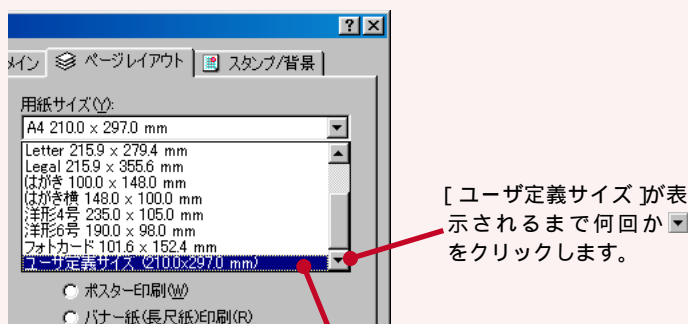 メイン ページレイアウト スタンプ/背景
用紙サイズ(Y):
A4 210.0 x 297.0 mm
Letter 215.9 x 279.4 mm
Legal 215.9 x 355.6 mm
はがき 100.0 x 148.0 mm
はがき横 148.0 x 100.0 mm
洋形4号 235.0 x 105.0 mm
洋形6号 190.0 x 98.0 mm
フォトカード 101.6 x 152.4 mm
ユーザ定義サイズ (210.0x297.0 mm)
ポスター印刷(W)
バナー紙(長尺紙)印刷(R)
[ユーザ定義サイズ]が表
示されるまで何回か
をクリックします。